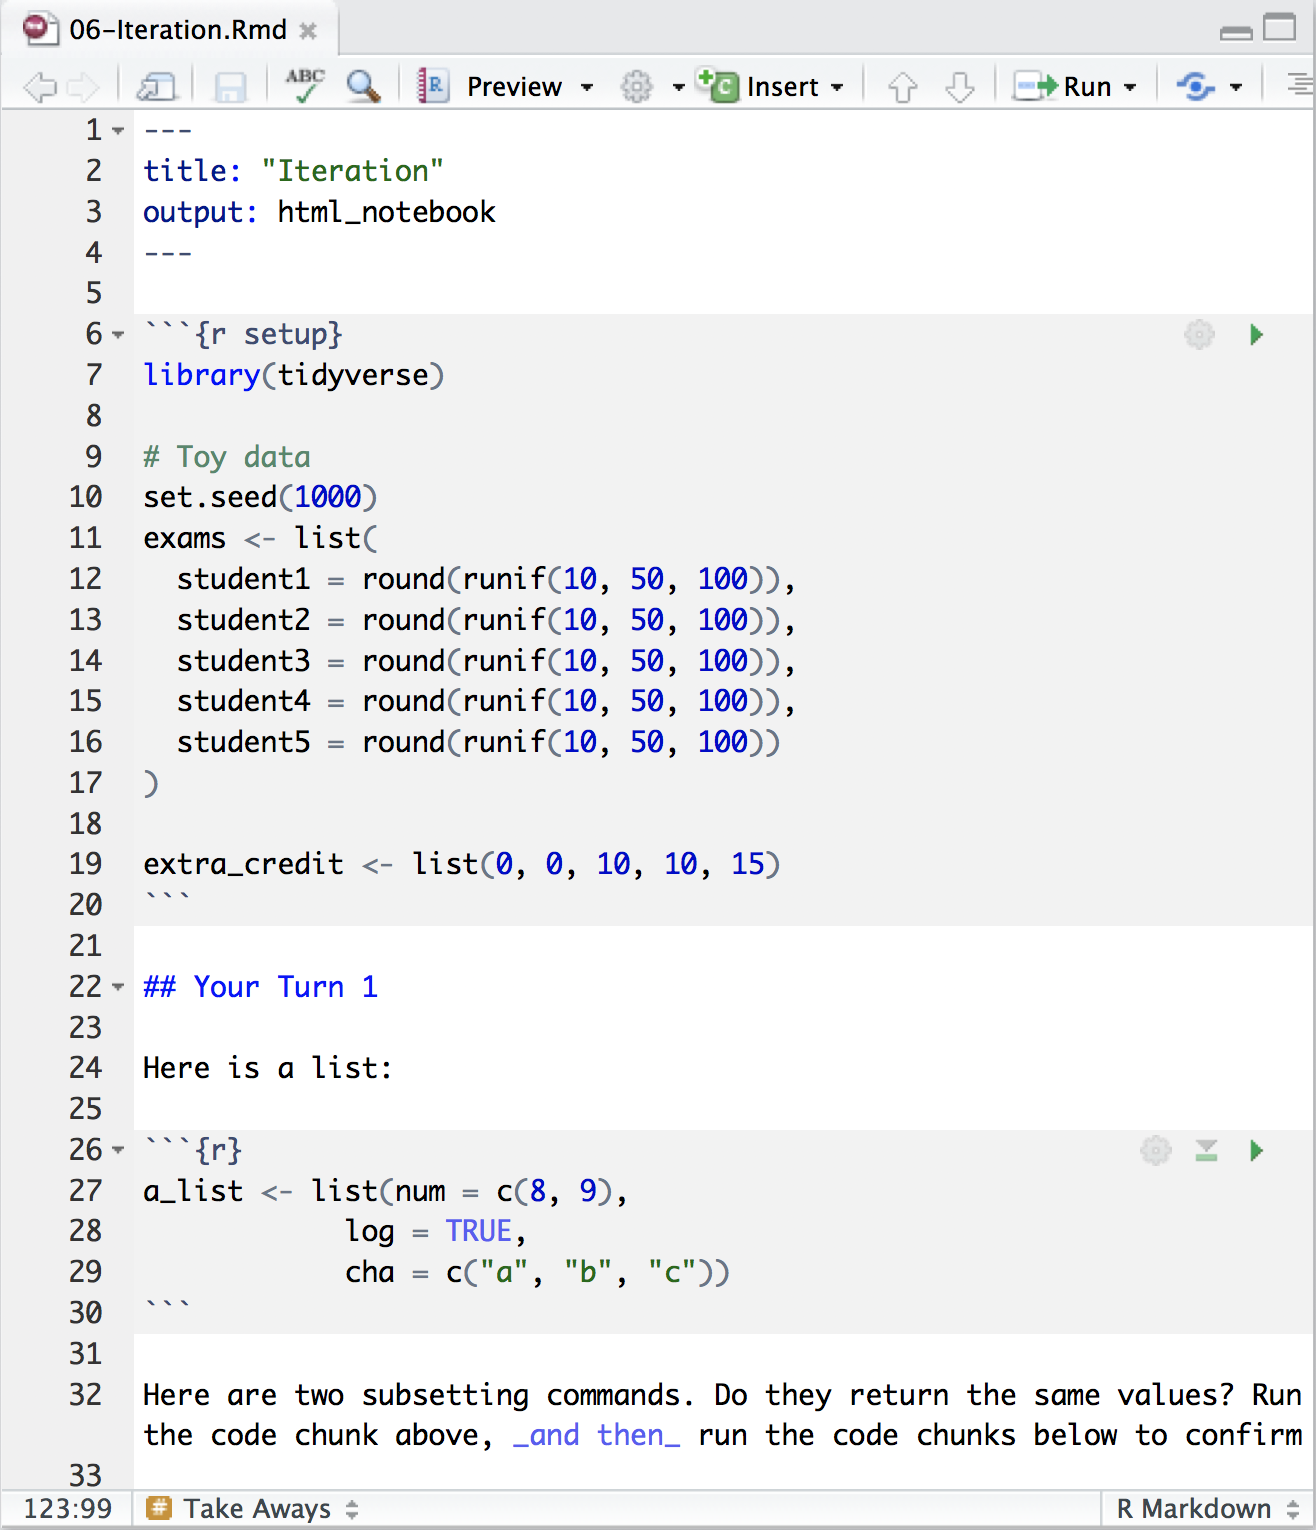 06-Iteration.Rmd
ABC R Preview C Insert Run
1 ---
2 title: "Iteration"
3 output: html_notebook
4 ---
5
6 ```{r setup}
7 library(tidyverse)
8
9 # Toy data
10 set.seed(1000)
11 exams <- list(
12   student1 = round(runif(10, 50, 100)),
13   student2 = round(runif(10, 50, 100)),
14   student3 = round(runif(10, 50, 100)),
15   student4 = round(runif(10, 50, 100)),
16   student5 = round(runif(10, 50, 100))
17 )
18
19 extra_credit <- list(0, 0, 10, 10, 15)
20 ```
21
22 ## Your Turn 1
23
24 Here is a list:
25
26 ```{r}
27 a_list <- list(num = c(8, 9),
28             log = TRUE,
29             cha = c("a", "b", "c"))
30 ```
31
32 Here are two subsetting commands. Do they return the same values? Run
the code chunk above, _and then_ run the code chunks below to confirm
33
123:99 # Take Aways R Markdown